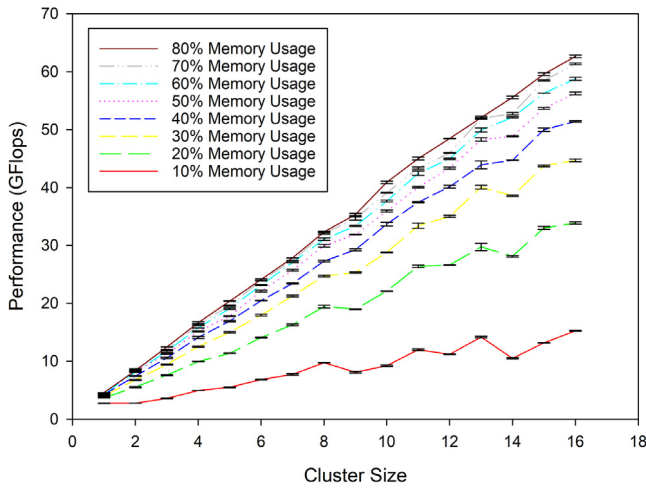 70
60
50
40
30
20
10
0
Performance (GFlops)
80% Memory Usage
70% Memory Usage
60% Memory Usage
50% Memory Usage
40% Memory Usage
30% Memory Usage
20% Memory Usage
10% Memory Usage
0 2 4 6 8 10 12 14 16 18
Cluster Size